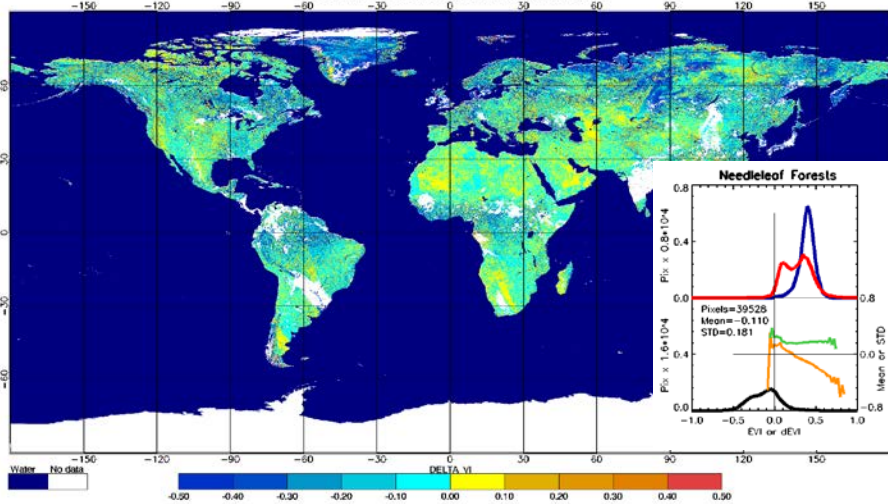 −150 −120 −90 −60 −30 0 30 60 90 120 150
60
30
0
−30
−60
60
30
Needleleaf Forests
Pix x 0.8*10^4
0.8
0.4
0.0
0.8
Pixels=39528
Mean=−0.110
STD=0.181
Pix x 1.6*10^4
0.4
0.0
0.0
−0.8
Mean or STD
−1.0 −0.5 0.0 0.5 1.0
EVI or dEVI
−150 −120 −90 −60 −30 0 30 60 90 120 150
Water No data
DELTA VI
-0.50 -0.40 -0.30 -0.20 -0.10 0.00 0.10 0.20 0.30 0.40 0.50